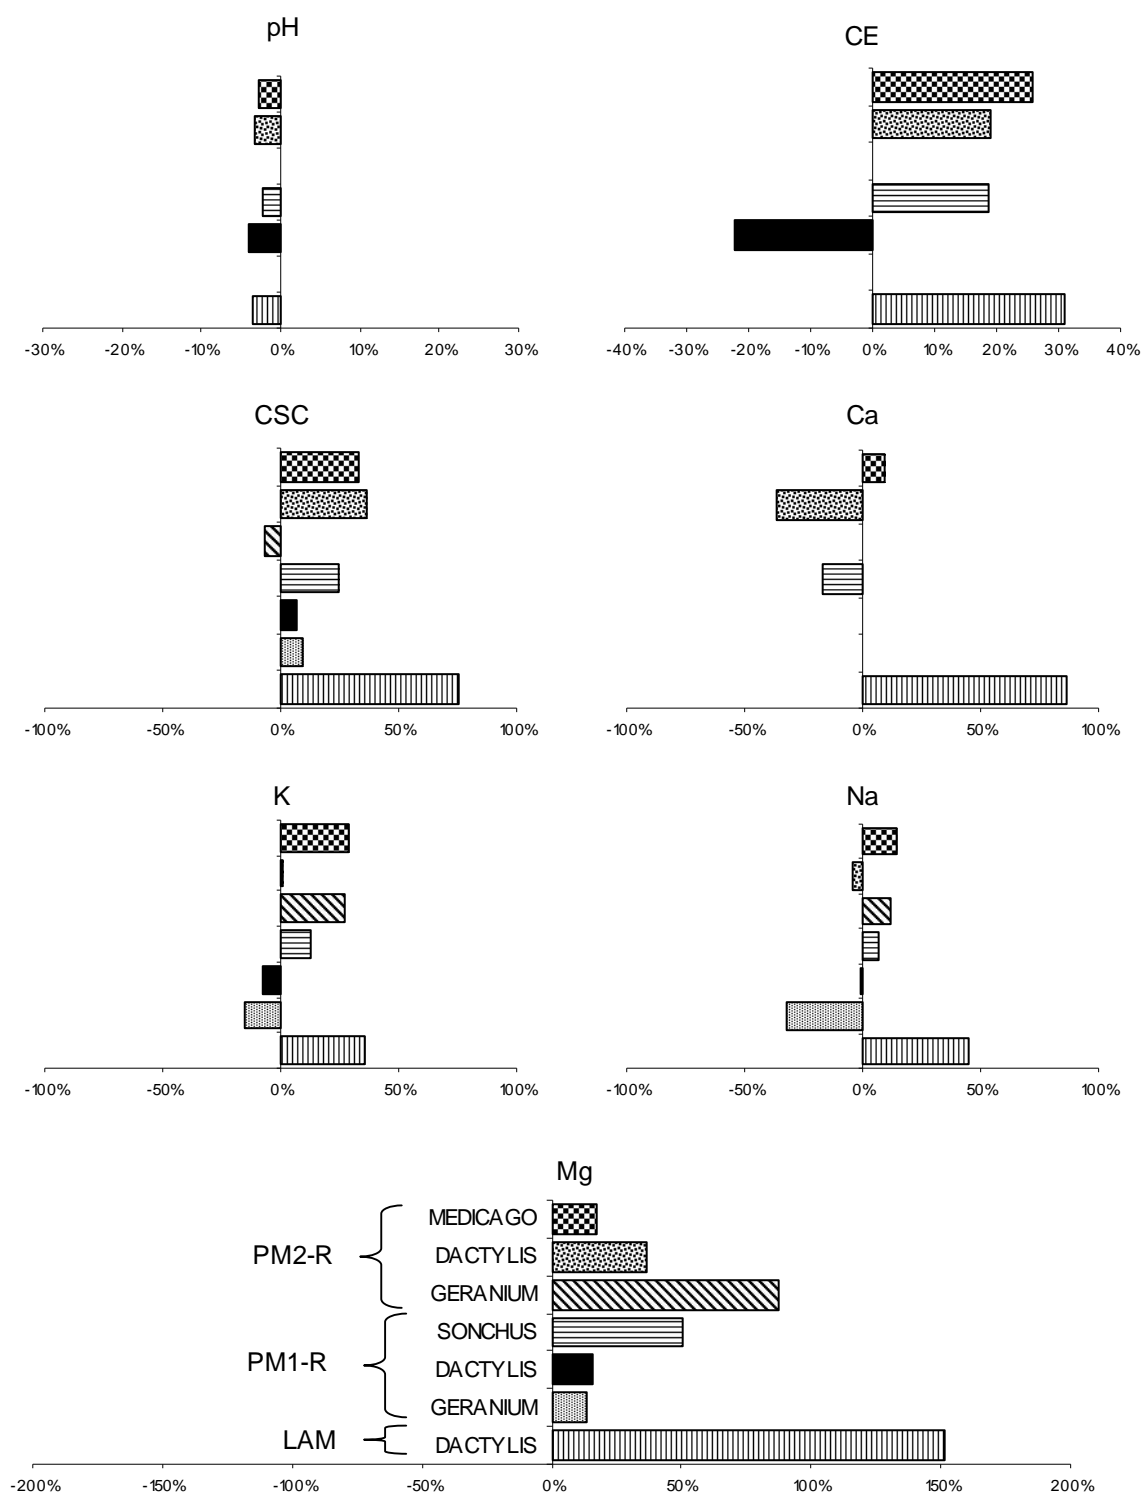 pH
-30% -20% -10% 0% 10% 20% 30%
CE
-40% -30% -20% -10% 0% 10% 20% 30% 40%
CSC
-100% -50% 0% 50% 100%
Ca
-100% -50% 0% 50% 100%
K
-100% -50% 0% 50% 100%
Na
-100% -50% 0% 50% 100%
Mg
PM2-R
MEDICAGO
DACTYLIS
GERANIUM
PM1-R
SONCHUS
DACTYLIS
GERANIUM
LAM
DACTYLIS
-200% -150% -100% -50% 0% 50% 100% 150% 200%